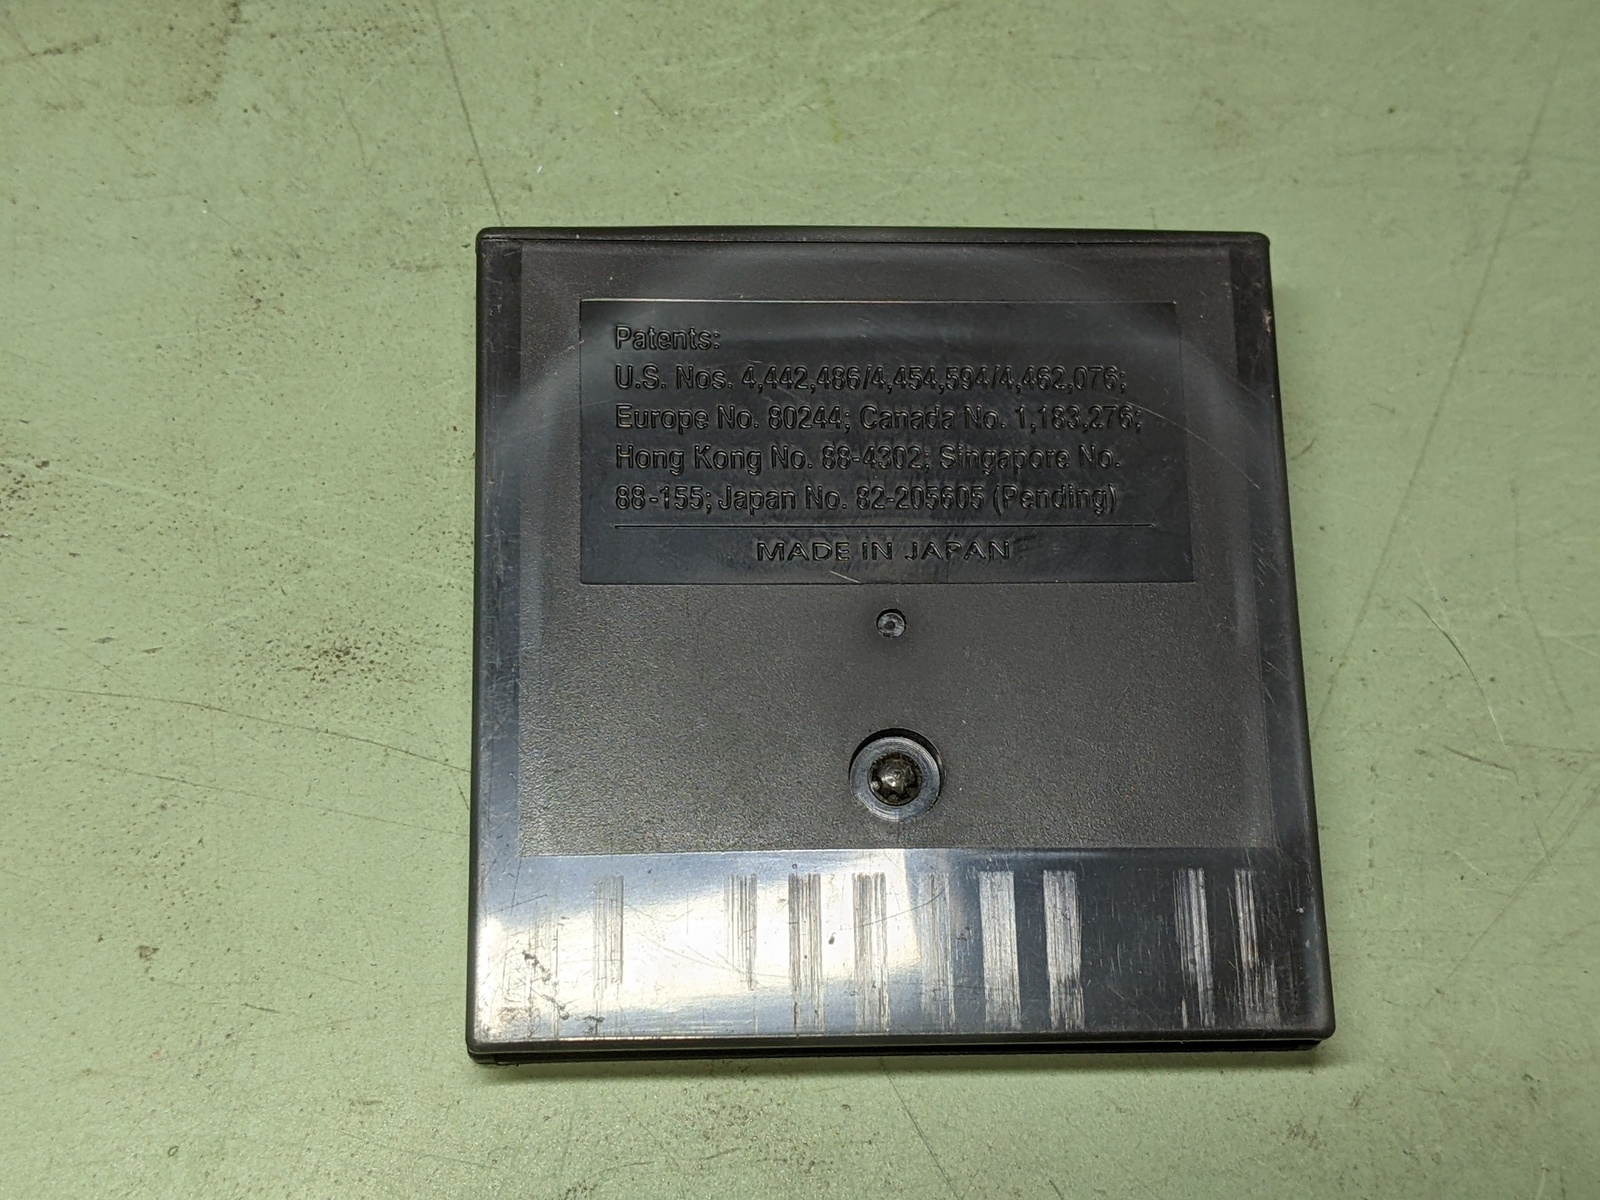 Patents:
U.S. Nos. 4,442,486/4,454,594/4,462,076;
Europe No. 80244; Canada No. 1,183,276;
Hong Kong No. 88-4302; Singapore No.
88-155; Japan No. 82-205605 (Pending)
MADE IN JAPAN